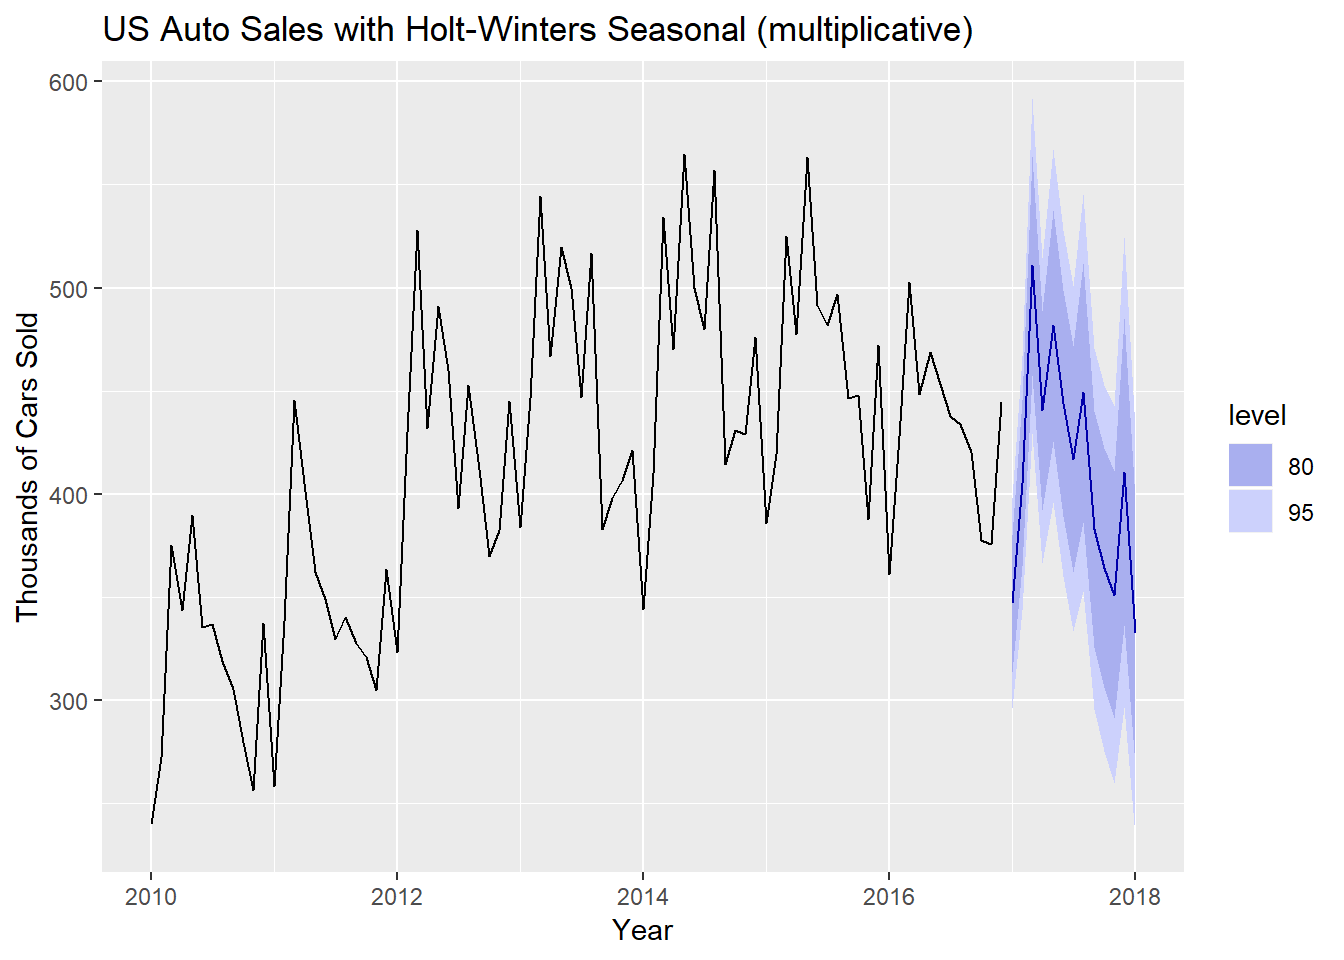 US Auto Sales with Holt-Winters Seasonal (multiplicative)
600
500
400
300
Thousands of Cars Sold
2010
2012
2014
2016
2018
Year
level
80
95